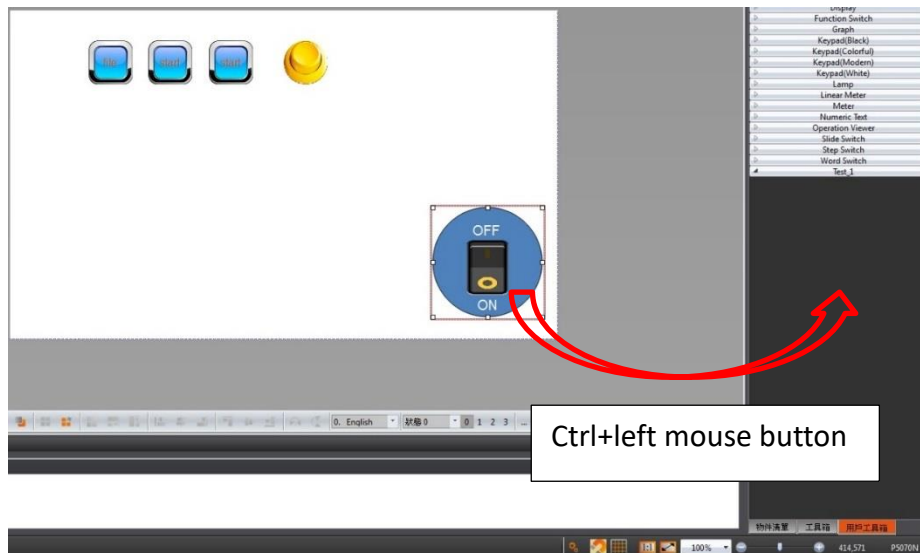 Display
Function Switch
Graph
Keypad(Black)
Keypad(Colorful)
Keypad(Modern)
Keypad(White)
Lamp
Linear Meter
Meter
Numeric Text
Operation Viewer
Slide Switch
Step Switch
Word Switch
Test_1
start
start
OFF
ON
0. English
狀態 0
0 1 2 3
Ctrl+left mouse button
物件清單 工具箱 用戶工具箱
100%
414,571
P5070N